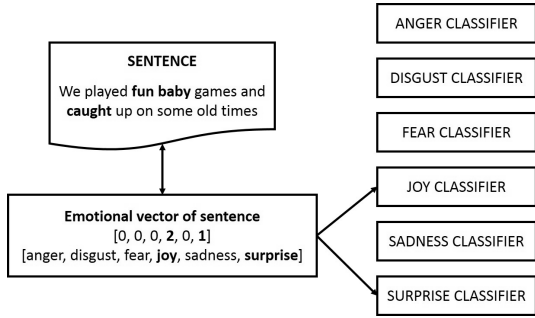 SENTENCE
We played fun baby games and
caught up on some old times
Emotional vector of sentence
[0, 0, 0, 2, 0, 1]
[anger, disgust, fear, joy, sadness, surprise]
ANGER CLASSIFIER
DISGUST CLASSIFIER
FEAR CLASSIFIER
JOY CLASSIFIER
SADNESS CLASSIFIER
SURPRISE CLASSIFIER